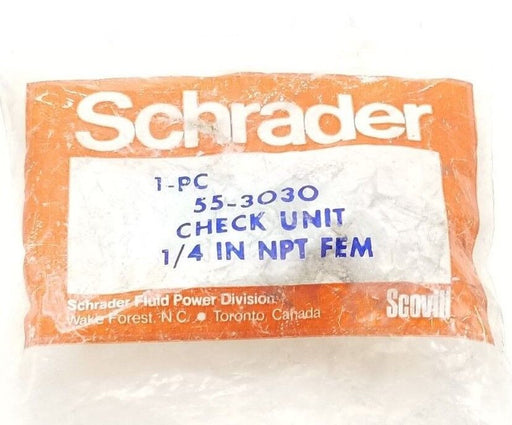 Schrader
1-PC
55-3030
CHECK UNIT
1/4 IN NPT FEM
Schrader Fluid Power Division
Wake Forest, N.C. • Toronto, Canada
Scovill